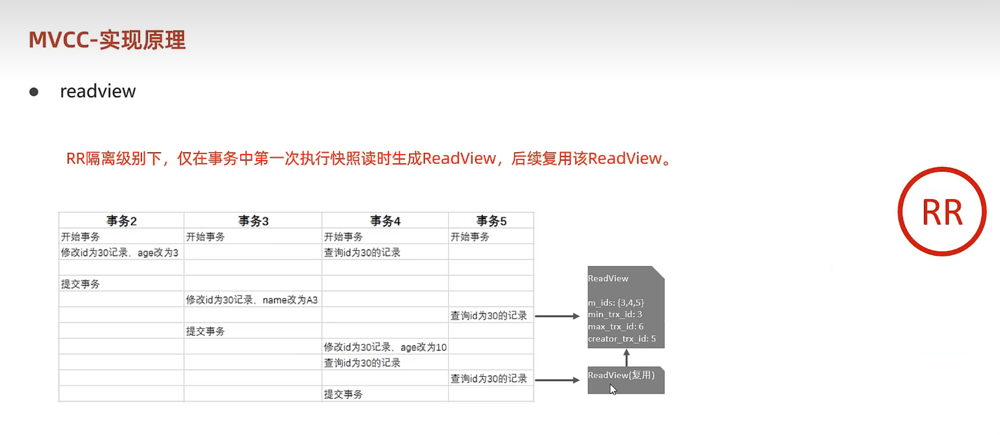 MVCC-实现原理
readview
RR隔离级别下，仅在事务中第一次执行快照读时生成ReadView，后续复用该ReadView。
RR
事务2 事务3 事务4 事务5
开始事务 开始事务 开始事务 开始事务
修改id为30记录，age改为3 查询id为30的记录
提交事务
修改id为30记录，name改为A3
查询id为30的记录
提交事务
修改id为30记录，age改为10
查询id为30的记录
查询id为30的记录
提交事务
ReadView
m_ids: {3,4,5}
min_trx_id: 3
max_trx_id: 6
creator_trx_id: 5
ReadView(复用)